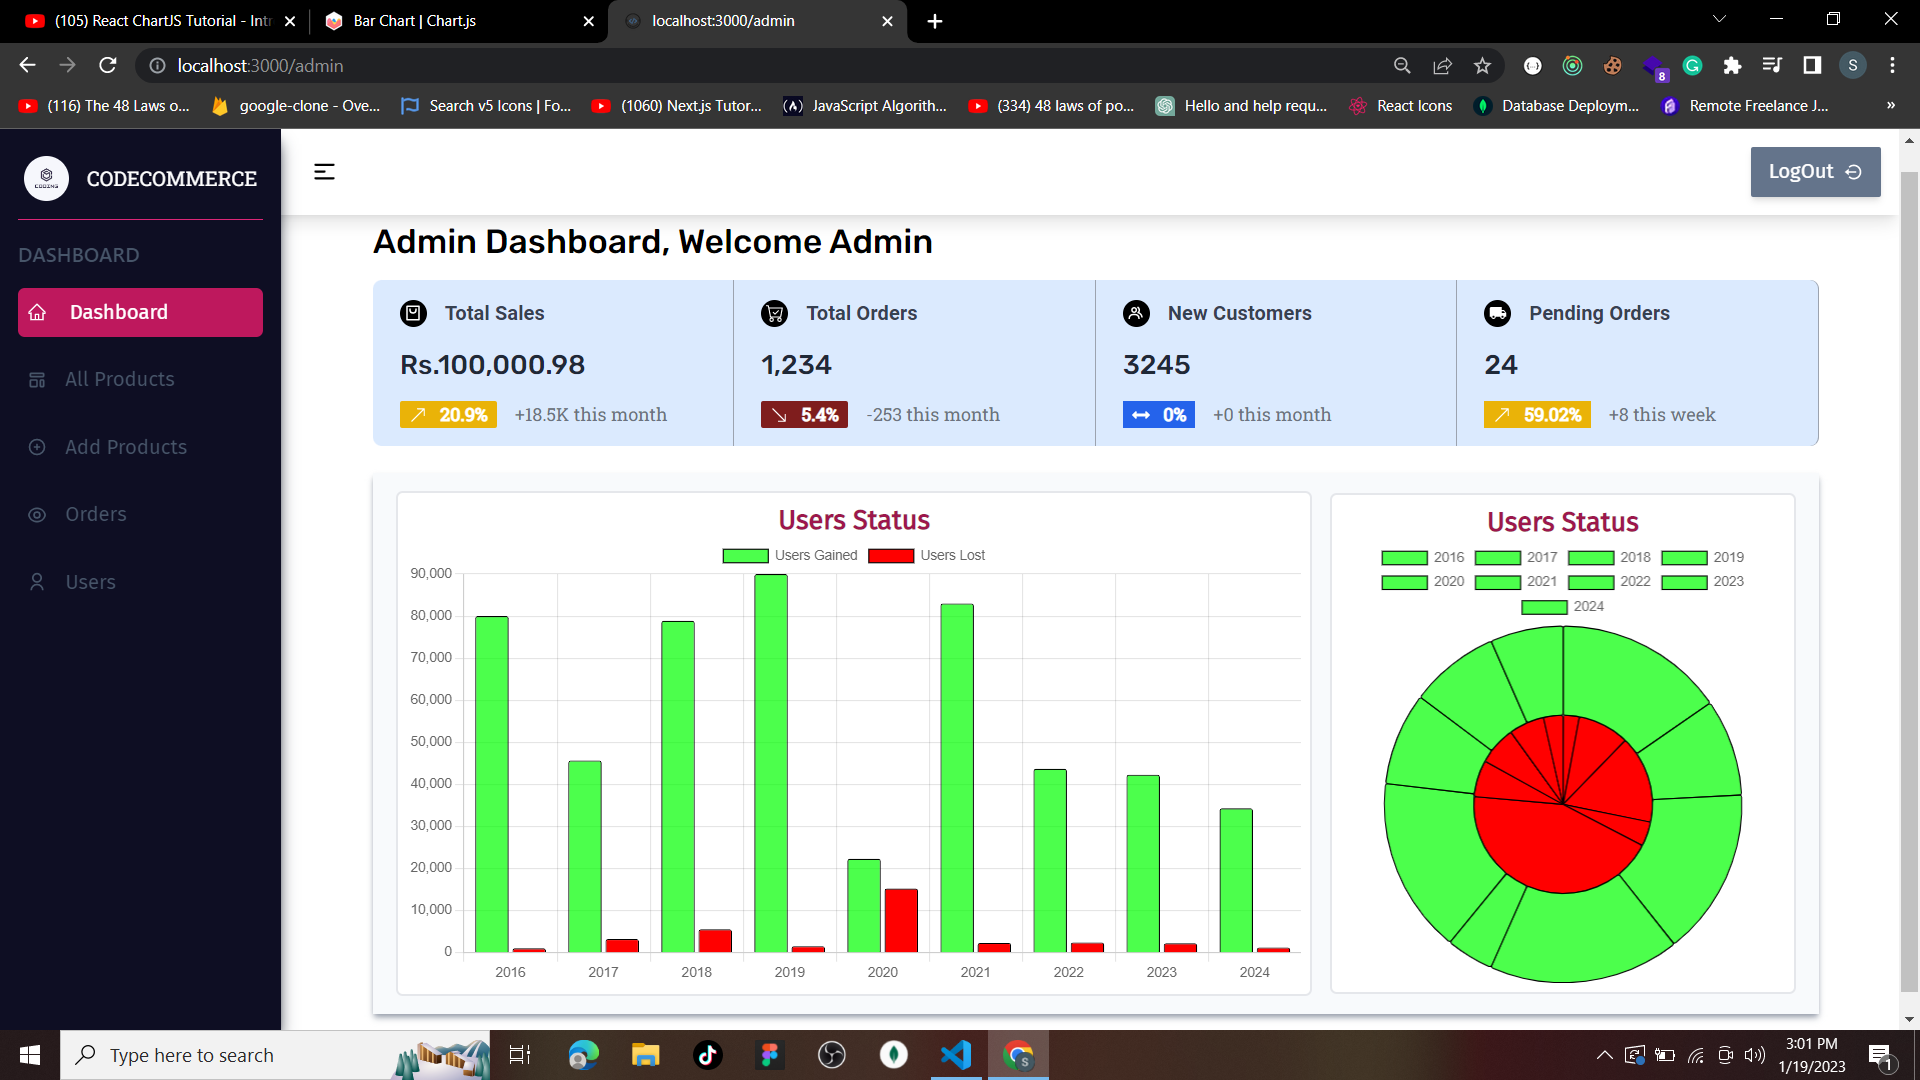 (105) React ChartJS Tutorial - Intr
Bar Chart | Chart.js
localhost:3000/admin
localhost:3000/admin
8
S
(116) The 48 Laws o...
google-clone - Ove...
Search v5 Icons | Fo...
(1060) Next.js Tutor...
JavaScript Algorith...
(334) 48 laws of po...
Hello and help requ...
React Icons
Database Deploym...
Remote Freelance J...
»
CODING
CODECOMMERCE
LogOut
DASHBOARD
Dashboard
All Products
Add Products
Orders
Users
Admin Dashboard, Welcome Admin
Total Sales
Rs.100,000.98
20.9% +18.5K this month
Total Orders
1,234
5.4% -253 this month
New Customers
3245
0% +0 this month
Pending Orders
24
59.02% +8 this week
Users Status
Users Gained Users Lost
90,000
80,000
70,000
60,000
50,000
40,000
30,000
20,000
10,000
0
2016 2017 2018 2019 2020 2021 2022 2023 2024
Users Status
2016 2017 2018 2019
2020 2021 2022 2023
2024
Type here to search
S
3:01 PM
1/19/2023
1